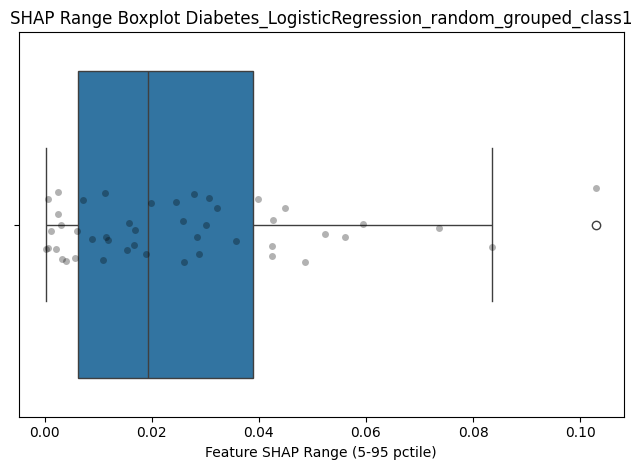 SHAP Range Boxplot Diabetes_LogisticRegression_random_grouped_class1
0.00 0.02 0.04 0.06 0.08 0.10
Feature SHAP Range (5-95 pctile)